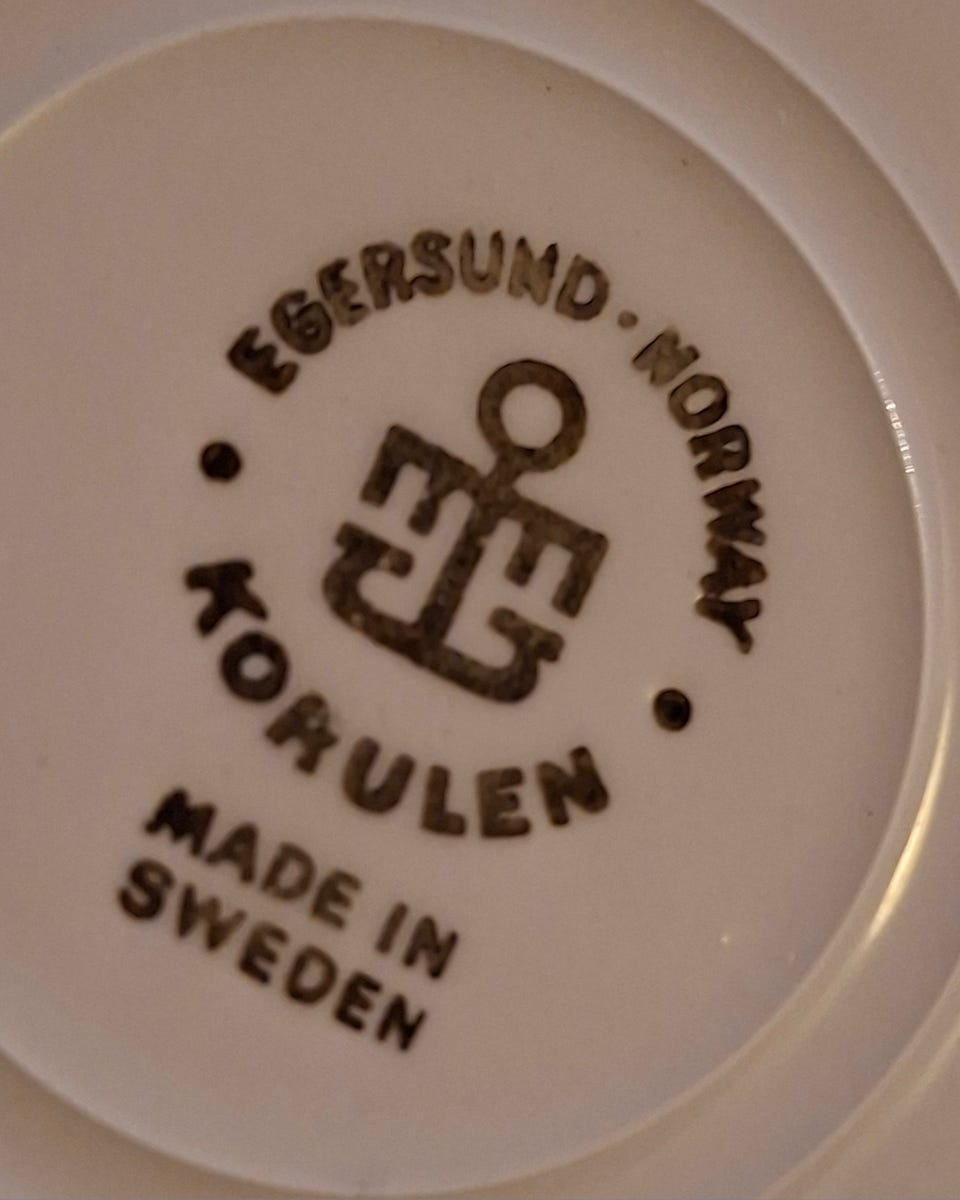 EGERSUND · NORWAY
KORULEN
MADE IN
SWEDEN